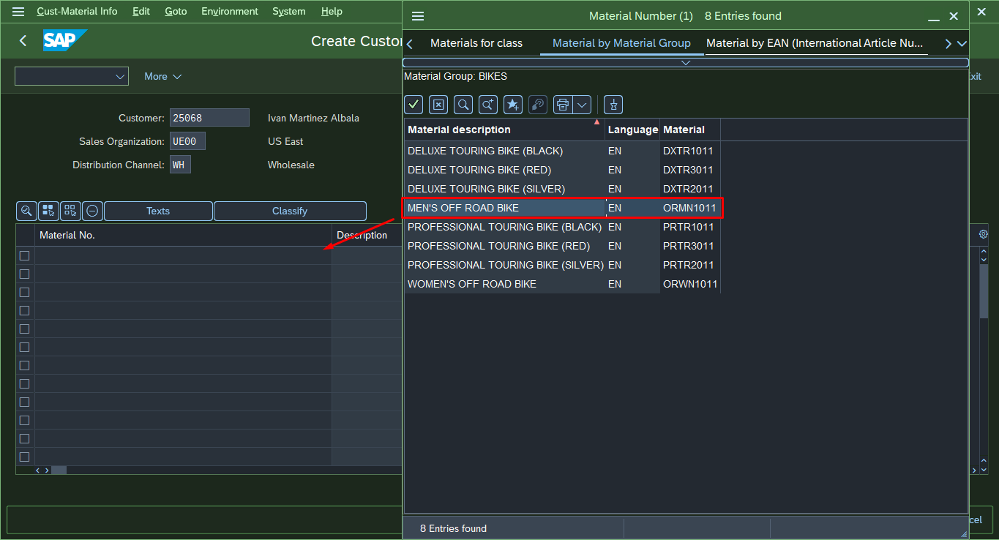 Cust-Material Info Edit Goto Environment System Help
SAP
Create Custo
More
xit
Customer: 25068 Ivan Martinez Albala
Sales Organization: UE00 US East
Distribution Channel: WH Wholesale
Texts Classify
Material No. Description
cel
Material Number (1) 8 Entries found
Materials for class Material by Material Group Material by EAN (International Article Nu...
Material Group: BIKES
Material description Language Material
DELUXE TOURING BIKE (BLACK) EN DXTR1011
DELUXE TOURING BIKE (RED) EN DXTR3011
DELUXE TOURING BIKE (SILVER) EN DXTR2011
MEN'S OFF ROAD BIKE EN ORMN1011
PROFESSIONAL TOURING BIKE (BLACK) EN PRTR1011
PROFESSIONAL TOURING BIKE (RED) EN PRTR3011
PROFESSIONAL TOURING BIKE (SILVER) EN PRTR2011
WOMEN'S OFF ROAD BIKE EN ORWN1011
8 Entries found